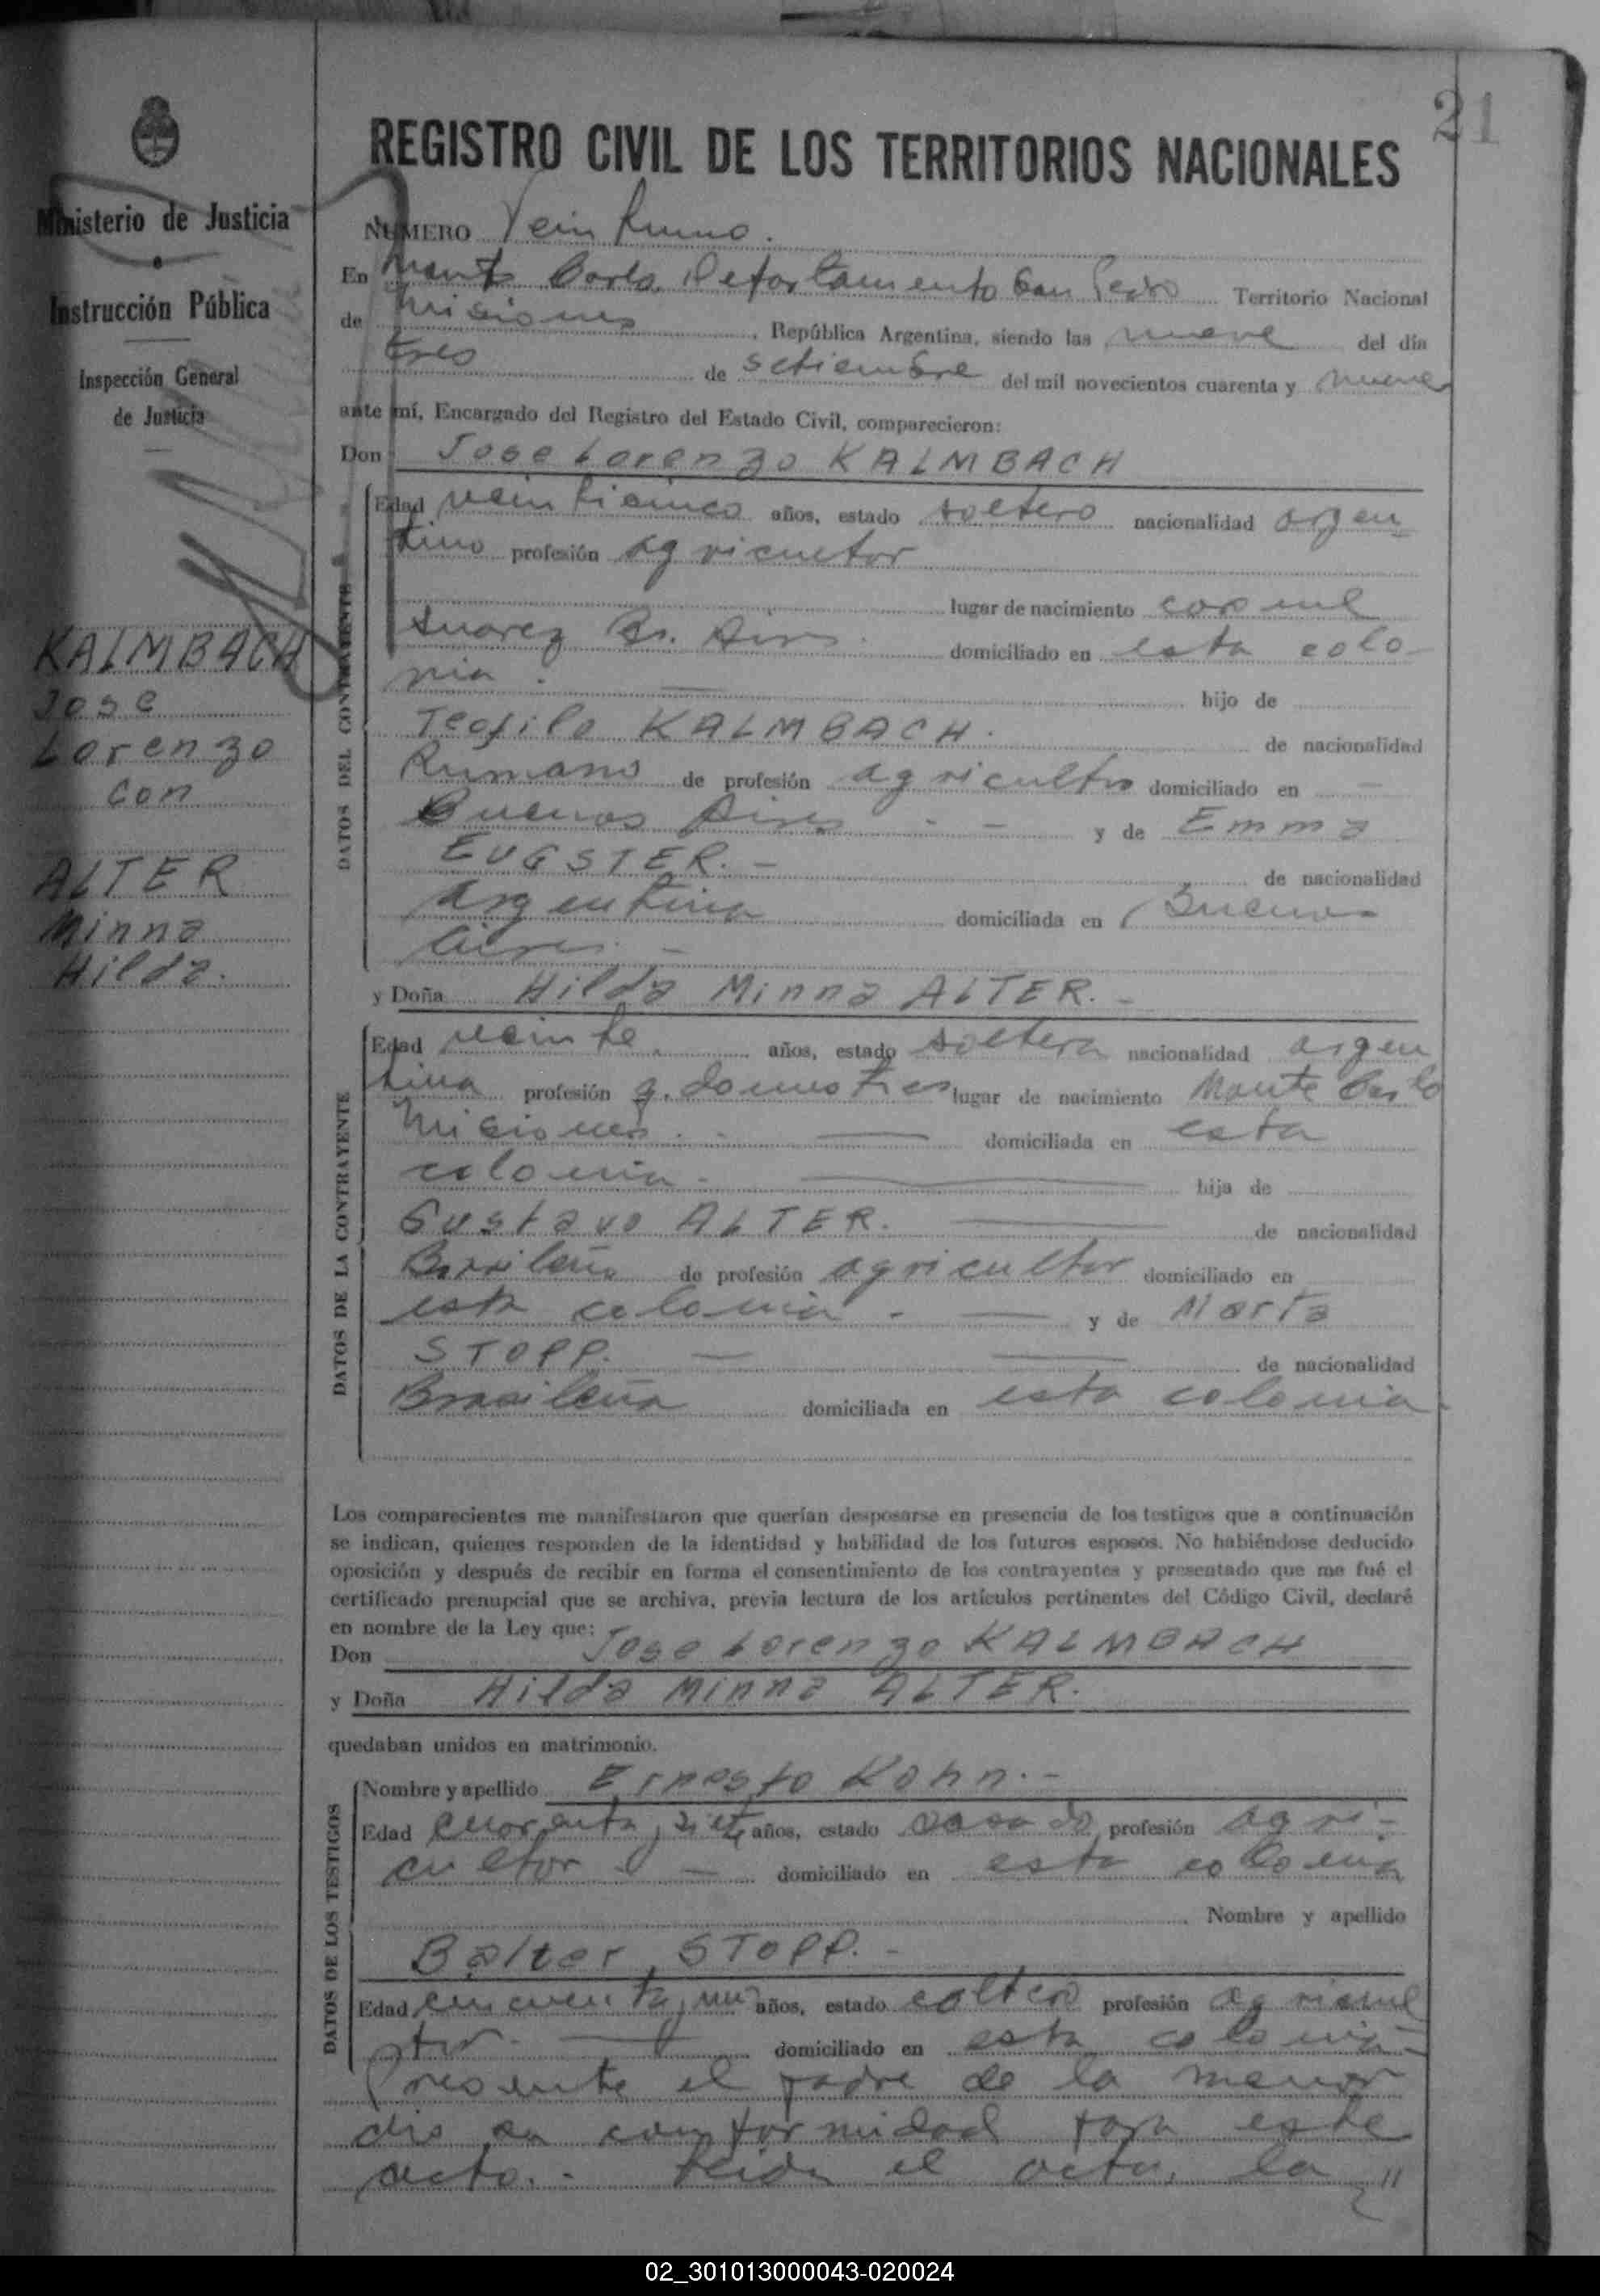 21
Ministerio de Justicia
e
Instrucción Pública
Inspección General
de Justicia
KALMBACH
Jose
Lorenzo
con
ALTER
Minna
Hilda.
REGISTRO CIVIL DE LOS TERRITORIOS NACIONALES
NUMERO Veintiuno.
En Monte Carlo, Departamento San Pedro Territorio Nacional
de Misiones, República Argentina, siendo las nueve del día
tres de setiembre del mil novecientos cuarenta y nueve
ante mí, Encargado del Registro del Estado Civil, comparecieron:
Don Jose Lorenzo KALMBACH
DATOS DEL CONTRAYENTE
Edad veinticinco años, estado soltero nacionalidad argen-
tino profesión agricultor
lugar de nacimiento coronel
Suarez Bs. Aires. domiciliado en esta colo-
nia. — hijo de
Teofilo KALMBACH. de nacionalidad
Rumano de profesión agricultor domiciliado en —
Buenos Aires - — y de Emma
EUGSTER. — de nacionalidad
Argentina domiciliada en Buenos
Aires. —
y Doña Hilda Minna ALTER. -
DATOS DE LA CONTRAYENTE
Edad veinte. años, estado soltera nacionalidad argen
tina profesión q. domesticos lugar de nacimiento Monte Carlo
Misiones. - — domiciliada en esta
colonia. — hija de
Gustavo ALTER. — de nacionalidad
Brasileño de profesión agricultor domiciliado en
esta colonia. — y de Marta
STOPP. — — de nacionalidad
Brasileña domiciliada en esta colonia.
Los comparecientes me manifestaron que querían desposarse en presencia de los testigos que a continuación
se indican, quienes responden de la identidad y habilidad de los futuros esposos. No habiéndose deducido
oposición y después de recibir en forma el consentimiento de los contrayentes y presentado que me fué el
certificado prenupcial que se archiva, previa lectura de los artículos pertinentes del Código Civil, declaré
en nombre de la Ley que:
Don Jose Lorenzo KALMBACH
y Doña Hilda Minna ALTER.
quedaban unidos en matrimonio.
DATOS DE LOS TESTIGOS
Nombre y apellido Ernesto Kohn. -
Edad cuarenta y siete años, estado casado profesión agri-
cultor - — domiciliado en esta colonia
Nombre y apellido
Balter STOPP. -
Edad cincuenta y un años, estado soltero profesión agricul
tor. — domiciliado en esta colonia -
Presente el padre de la menor
dio su conformidad para este
acto. - Leida el acta, la "
02_301013000043-020024